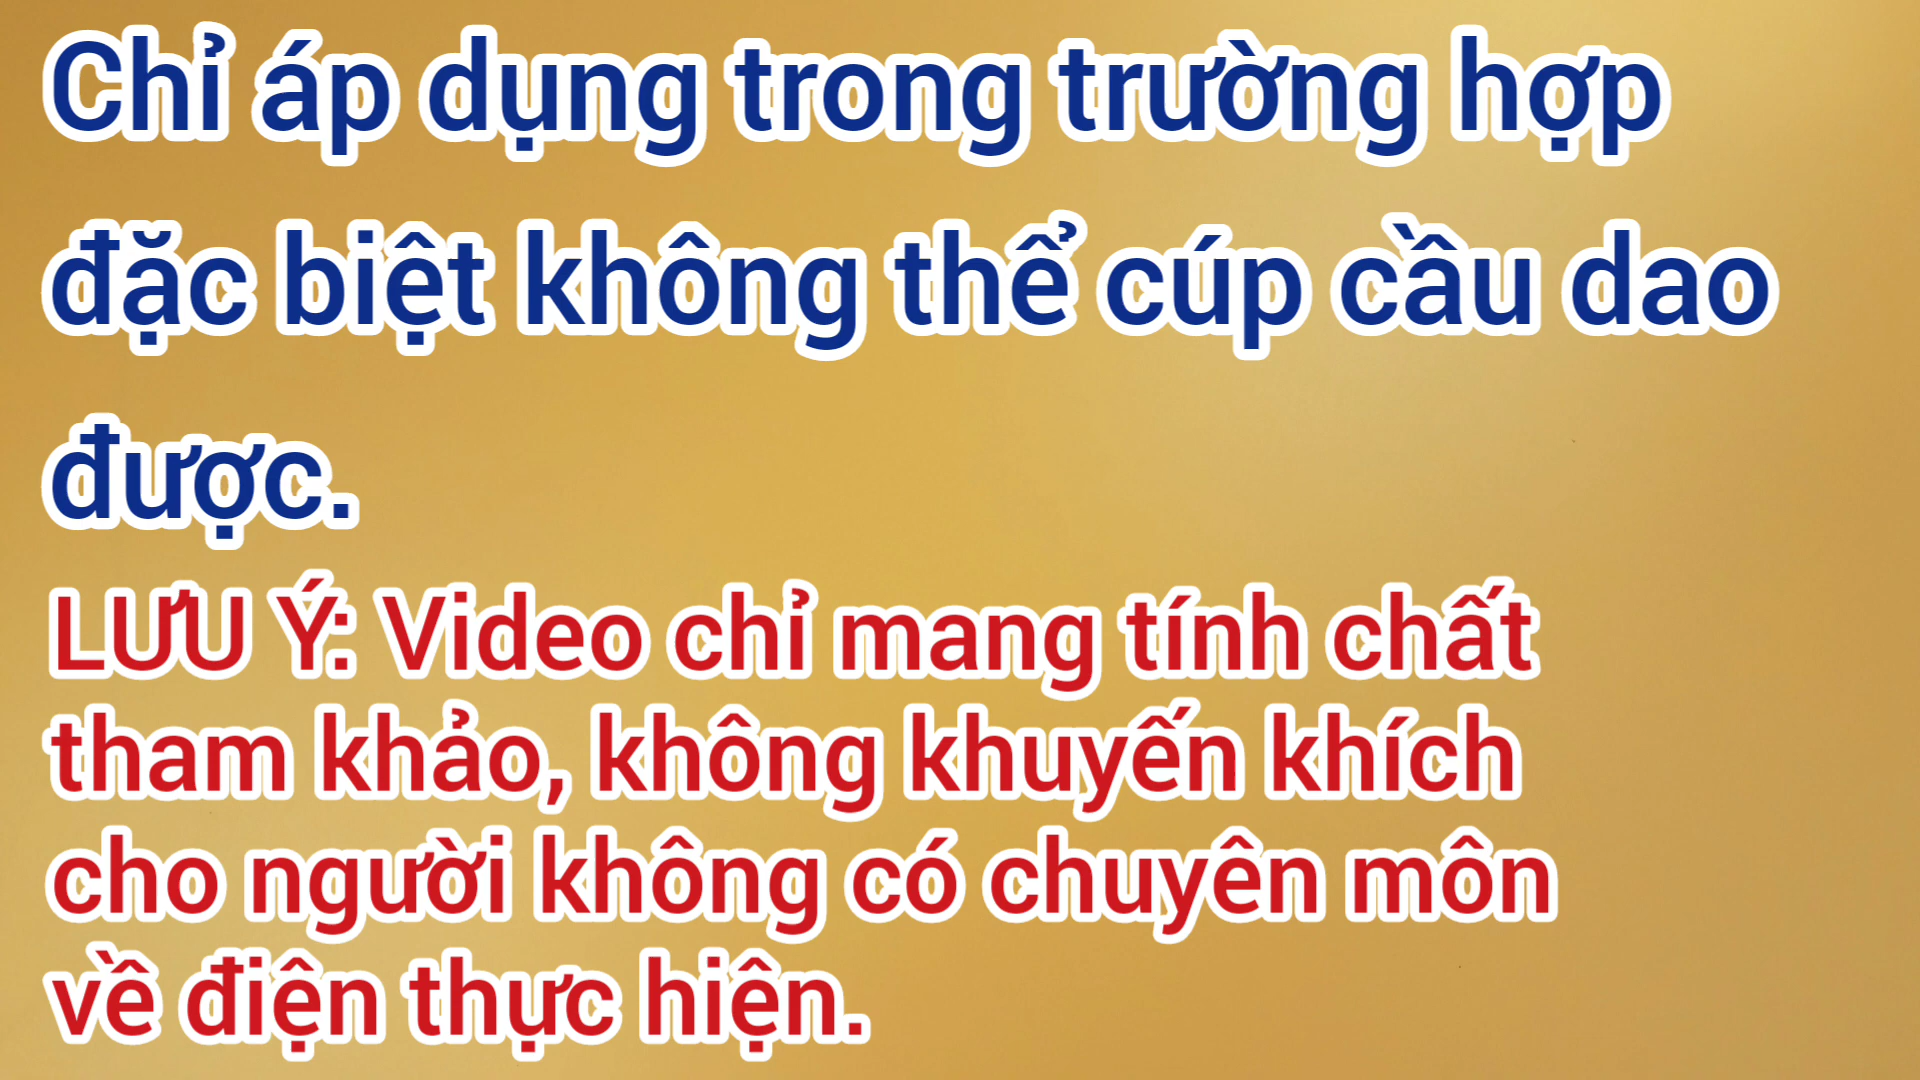 Chỉ áp dụng trong trường hợp
đặc biệt không thể cúp cầu dao
được.
LƯU Ý: Video chỉ mang tính chất
tham khảo, không khuyến khích
cho người không có chuyên môn
về điện thực hiện.